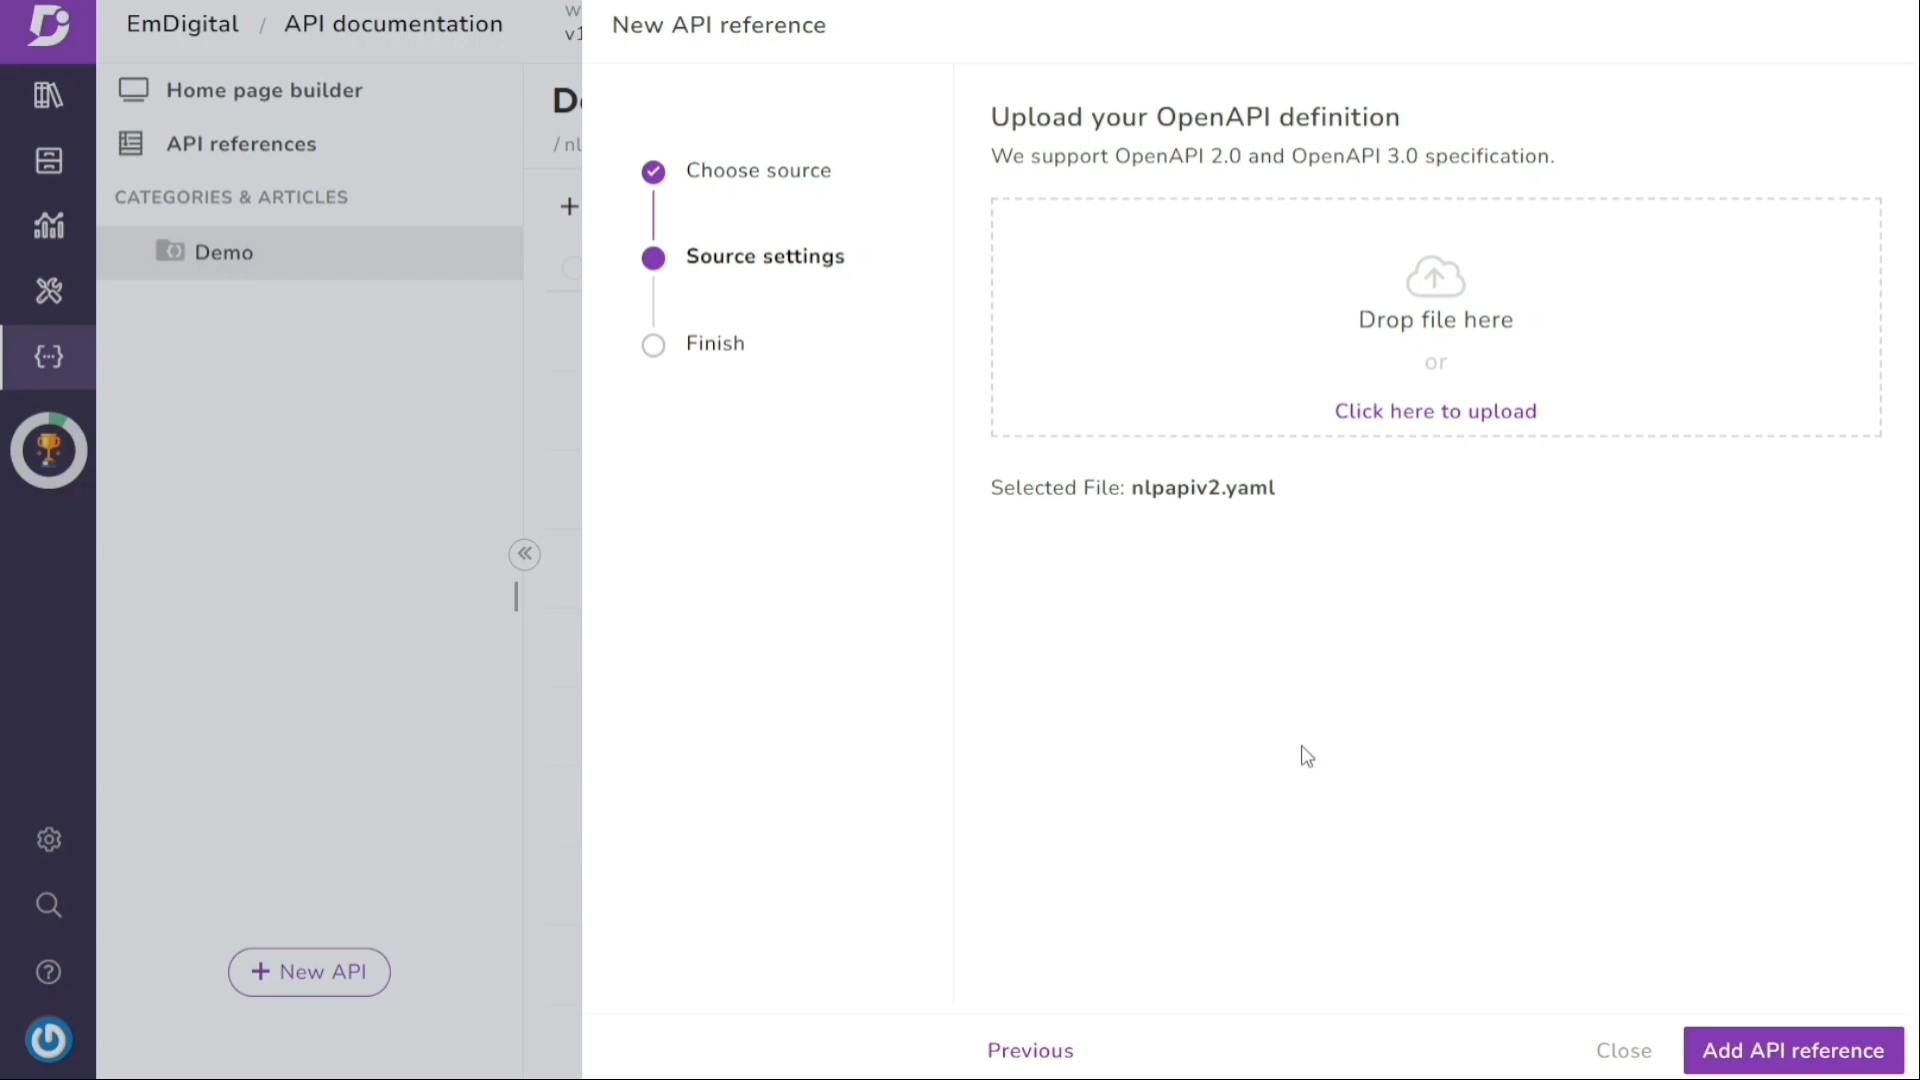 EmDigital / API documentation
Home page builder
API references
CATEGORIES & ARTICLES
Demo
+ New API
/ nl
New API reference
Choose source
Source settings
Finish
Upload your OpenAPI definition
We support OpenAPI 2.0 and OpenAPI 3.0 specification.
Drop file here
or
Click here to upload
Selected File: nlpapiv2.yaml
Previous
Close
Add API reference